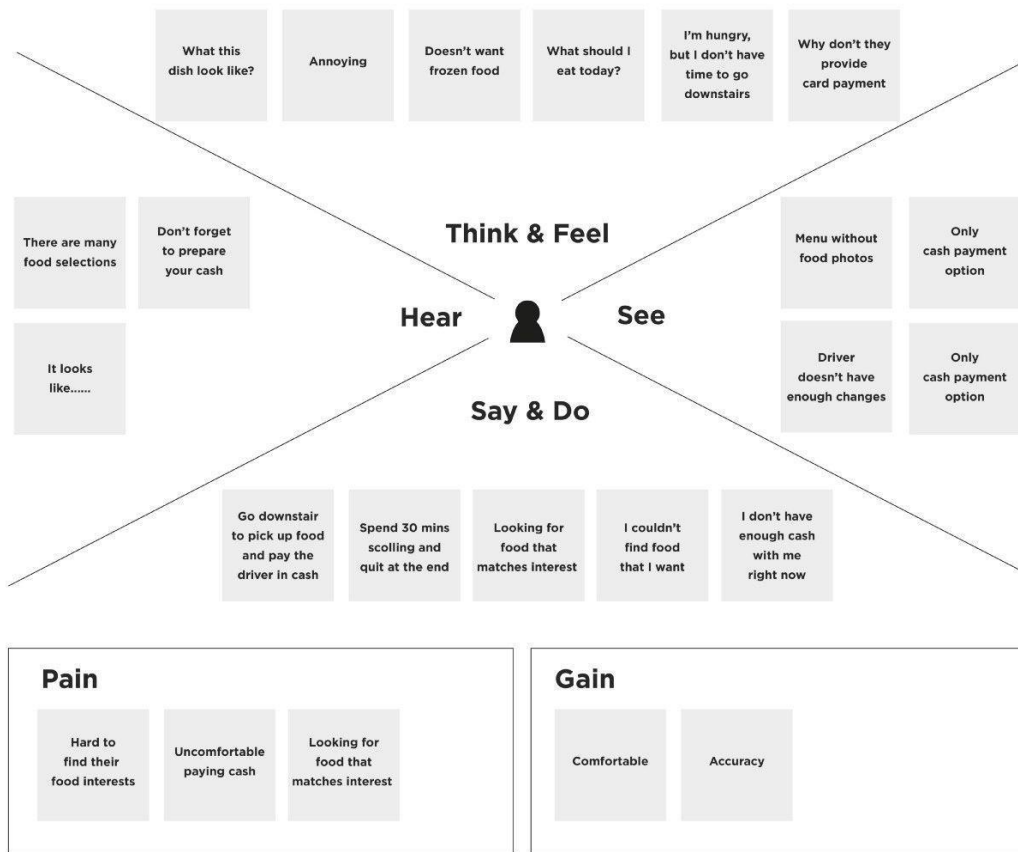 What this
dish look like?
Annoying
Doesn't want
frozen food
What should I
eat today?
I'm hungry,
but I don't have
time to go
downstairs
Why don't they
provide
card payment
Think & Feel
There are many
food selections
Don't forget
to prepare
your cash
It looks
like......
Hear
See
Menu without
food photos
Only
cash payment
option
Driver
doesn't have
enough changes
Only
cash payment
option
Say & Do
Go downstair
to pick up food
and pay the
driver in cash
Spend 30 mins
scolling and
quit at the end
Looking for
food that
matches interest
I couldn't
find food
that I want
I don't have
enough cash
with me
right now
Pain
Hard to
find their
food interests
Uncomfortable
paying cash
Looking for
food that
matches interest
Gain
Comfortable
Accuracy